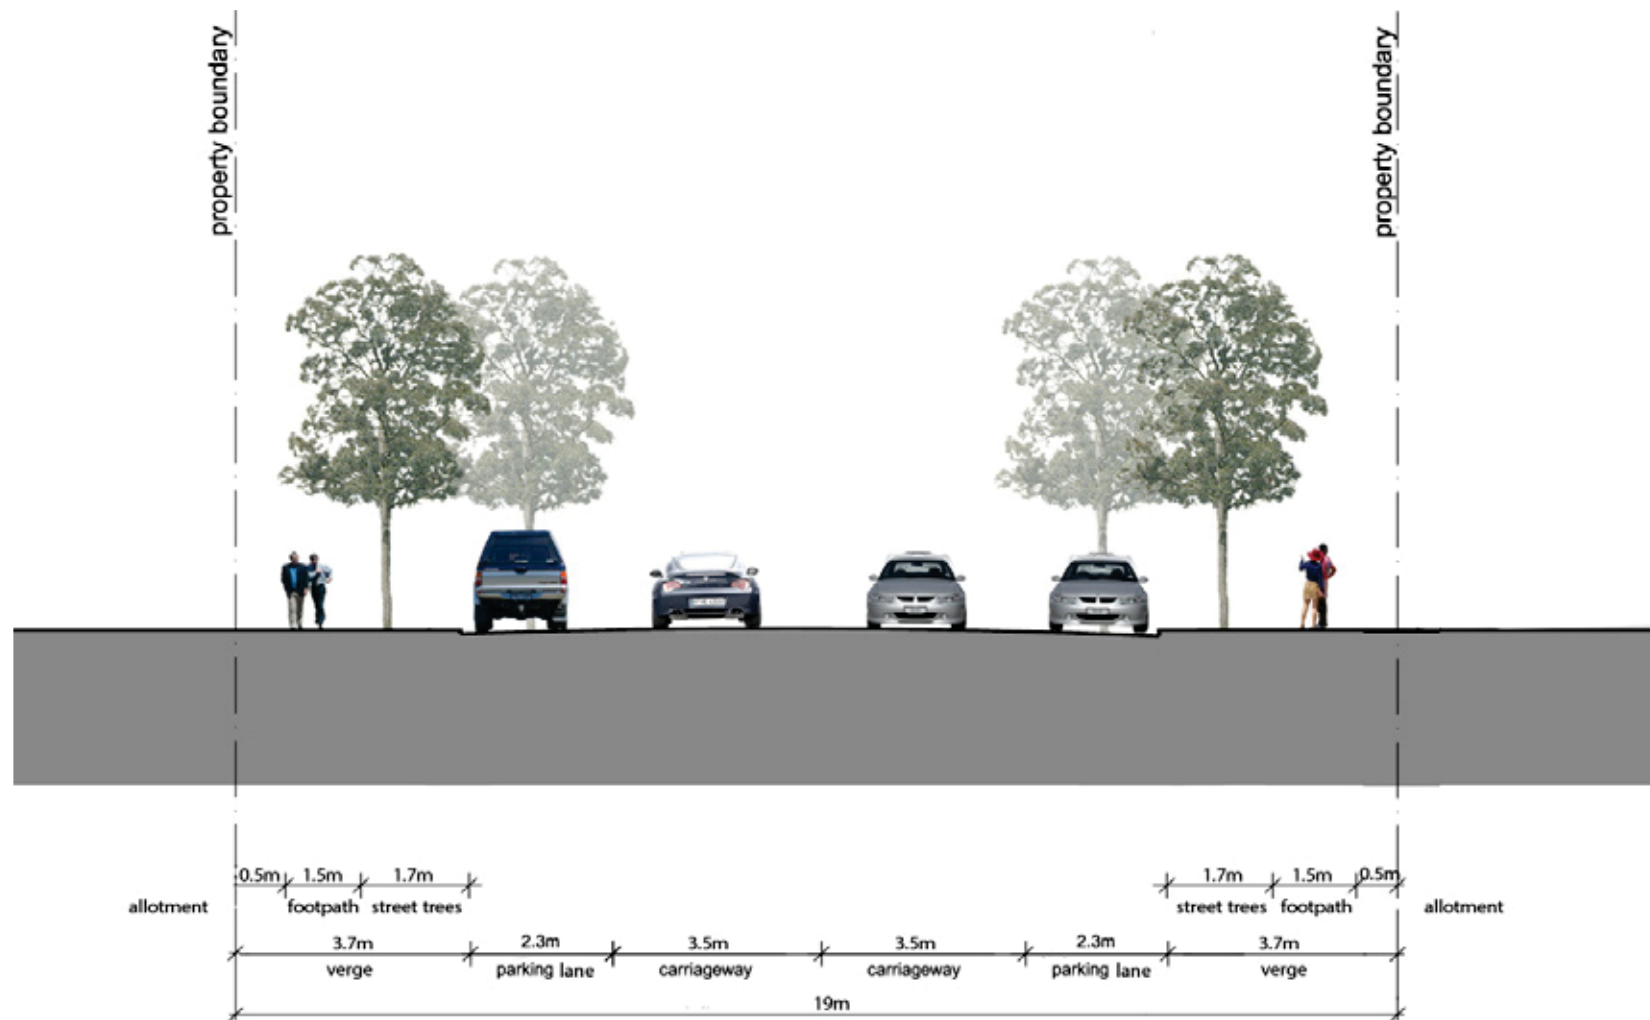 property boundary
property boundary
0.5m 1.5m 1.7m 1.7m 1.5m 0.5m
allotment footpath street trees street trees footpath allotment
3.7m 2.3m 3.5m 3.5m 2.3m 3.7m
verge parking lane carriageway carriageway parking lane verge
19m